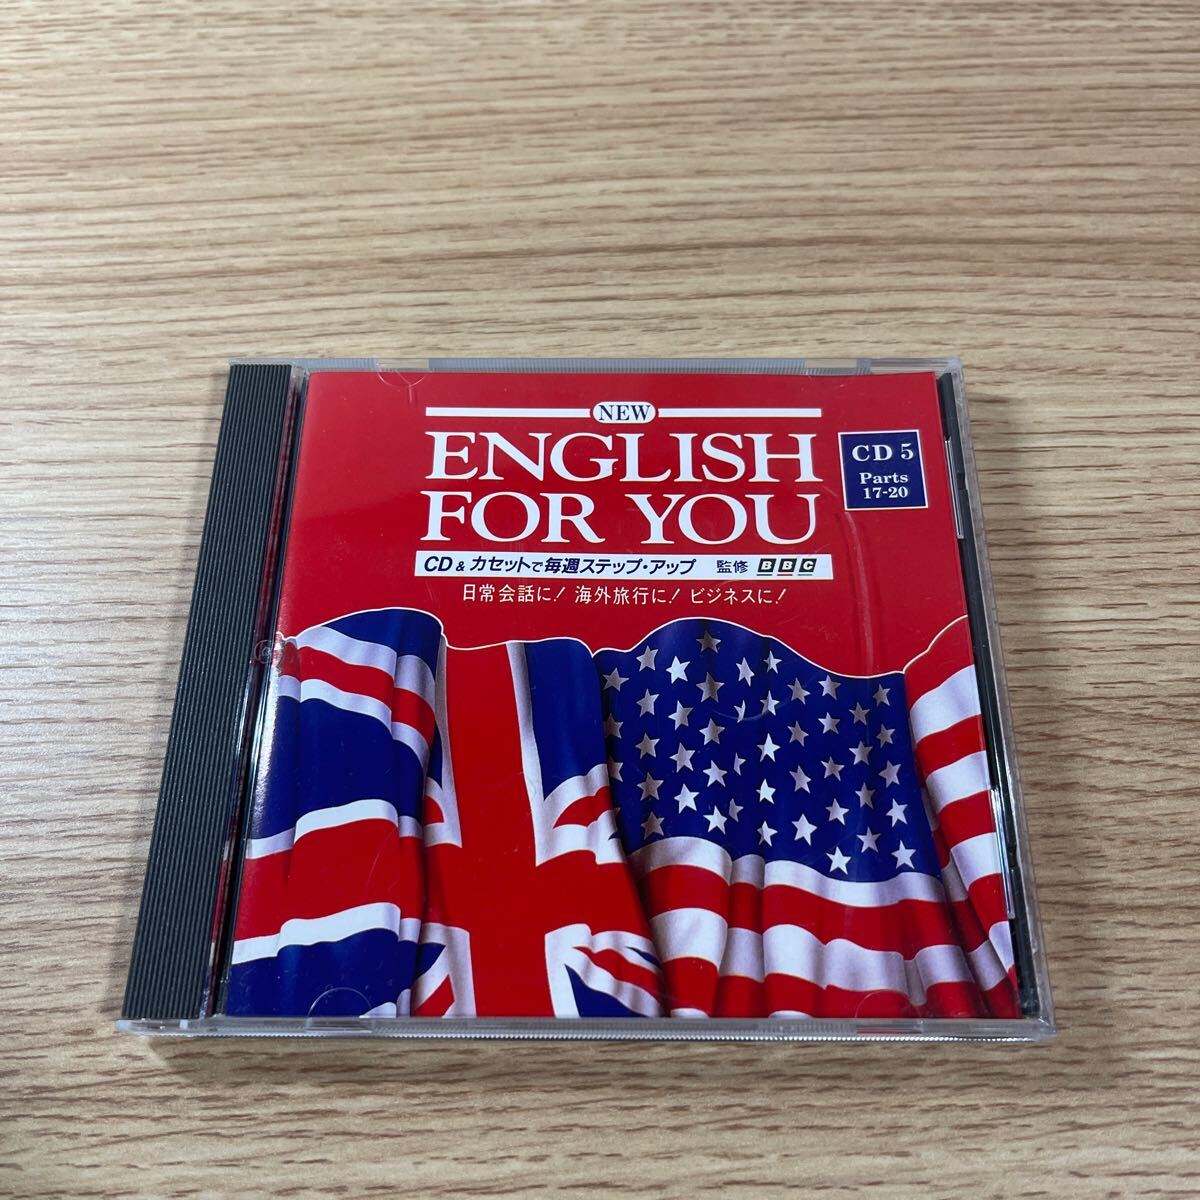 NEW
ENGLISH
FOR YOU
CD 5
Parts
17-20
CD & カセットで毎週ステップ・アップ 監修 BBC
日常会話に! 海外旅行に! ビジネスに!